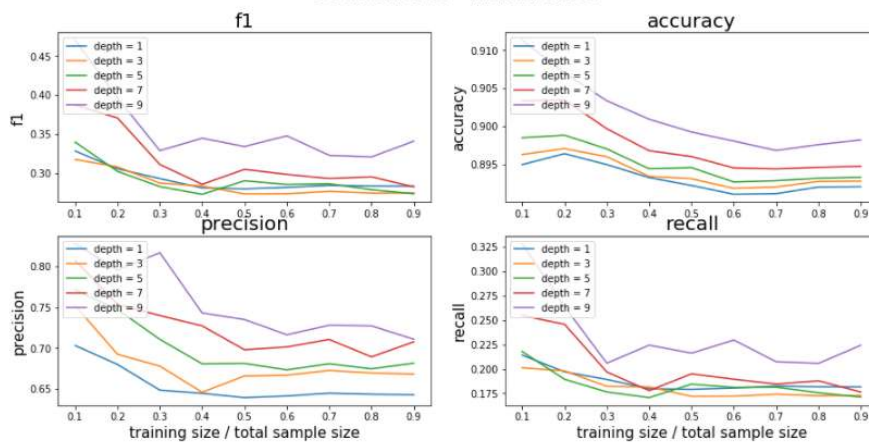 f1
0.45
0.40
0.35
0.30
f1
depth = 1
depth = 3
depth = 5
depth = 7
depth = 9
0.1 0.2 0.3 0.4 0.5 0.6 0.7 0.8 0.9
accuracy
0.910
0.905
0.900
0.895
accuracy
depth = 1
depth = 3
depth = 5
depth = 7
depth = 9
0.1 0.2 0.3 0.4 0.5 0.6 0.7 0.8 0.9
precision
0.80
0.75
0.70
0.65
precision
depth = 1
depth = 3
depth = 5
depth = 7
depth = 9
0.1 0.2 0.3 0.4 0.5 0.6 0.7 0.8 0.9
training size / total sample size
recall
0.325
0.300
0.275
0.250
0.225
0.200
0.175
recall
depth = 1
depth = 3
depth = 5
depth = 7
depth = 9
0.1 0.2 0.3 0.4 0.5 0.6 0.7 0.8 0.9
training size / total sample size